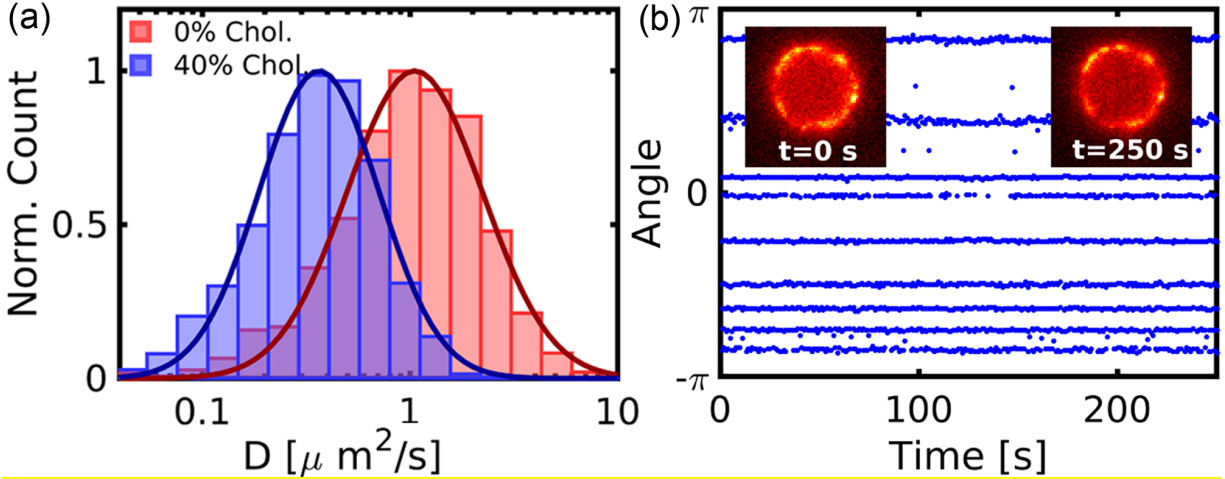 (a)
0% Chol.
40% Chol.
Norm. Count
1
0.5
0
0.1
1
10
D [μ m²/s]
(b)
π
Angle
0
-π
t=0 s
t=250 s
0
100
200
Time [s]